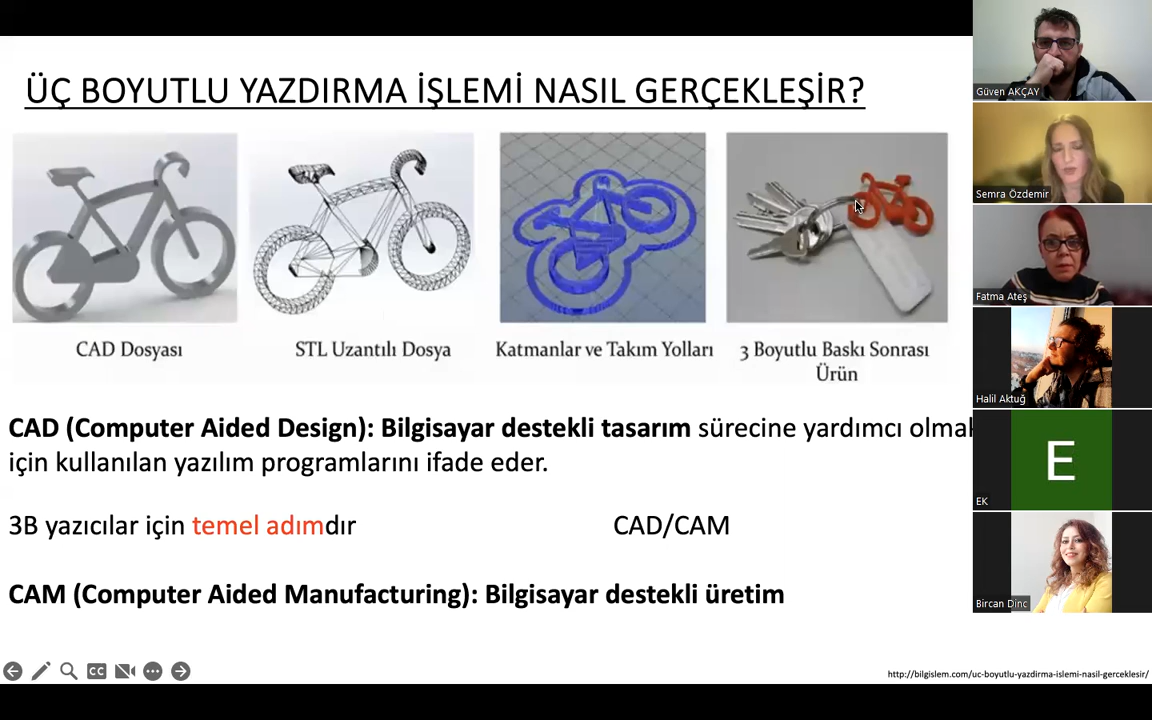 ÜÇ BOYUTLU YAZDIRMA İŞLEMİ NASIL GERÇEKLEŞİR?
CAD Dosyası
STL Uzantılı Dosya
Katmanlar ve Takım Yolları
3 Boyutlu Baskı Sonrası
Ürün
CAD (Computer Aided Design): Bilgisayar destekli tasarım sürecine yardımcı olmak
için kullanılan yazılım programlarını ifade eder.
3B yazıcılar için temel adımdır
CAD/CAM
CAM (Computer Aided Manufacturing): Bilgisayar destekli üretim
CC
http://bilgislem.com/uc-boyutlu-yazdirma-islemi-nasil-gerceklesir/
Güven AKÇAY
Semra Özdemir
Fatma Ateş
Halil Aktuğ
E
EK
Bircan Dinc